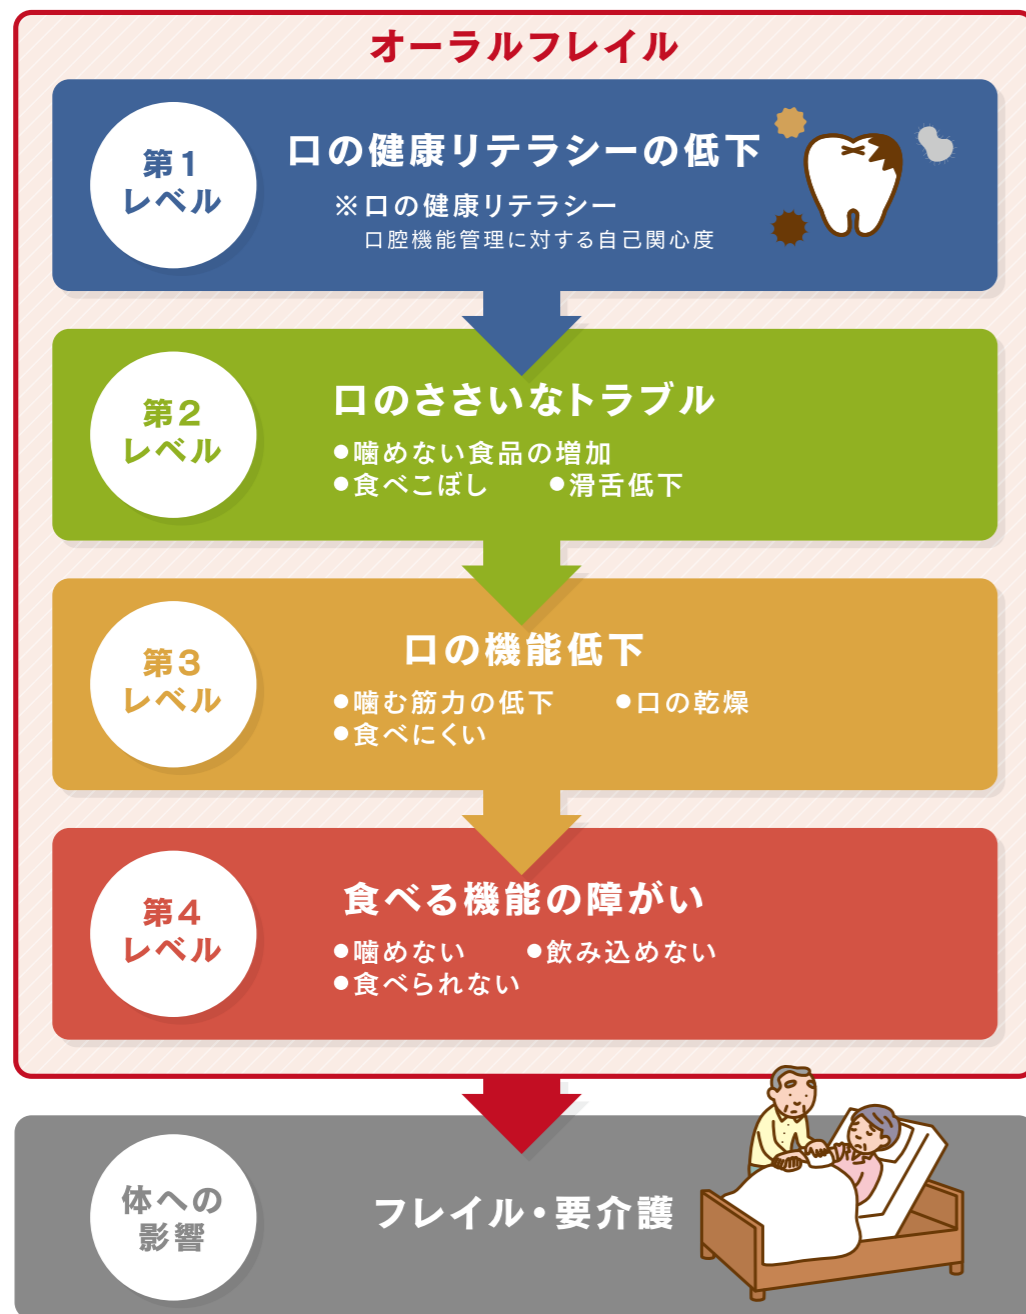 オーラルフレイル
第1
レベル
口の健康リテラシーの低下
※口の健康リテラシー
口腔機能管理に対する自己関心度
第2
レベル
口のささいなトラブル
●噛めない食品の増加
●食べこぼし ●滑舌低下
第3
レベル
口の機能低下
●噛む筋力の低下 ●口の乾燥
●食べにくい
第4
レベル
食べる機能の障がい
●噛めない ●飲み込めない
●食べられない
体への
影響
フレイル・要介護